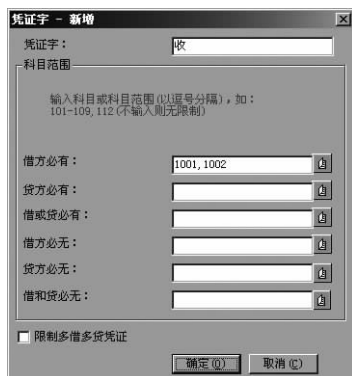 凭证字 - 新增
凭证字：
收
科目范围
输入科目或科目范围(以逗号分隔)，如：
101-109,112(不输入则无限制)
借方必有：
1001,1002
贷方必有：
借或贷必有：
借方必无：
贷方必无：
借和贷必无：
限制多借多贷凭证
确定(O)
取消(C)